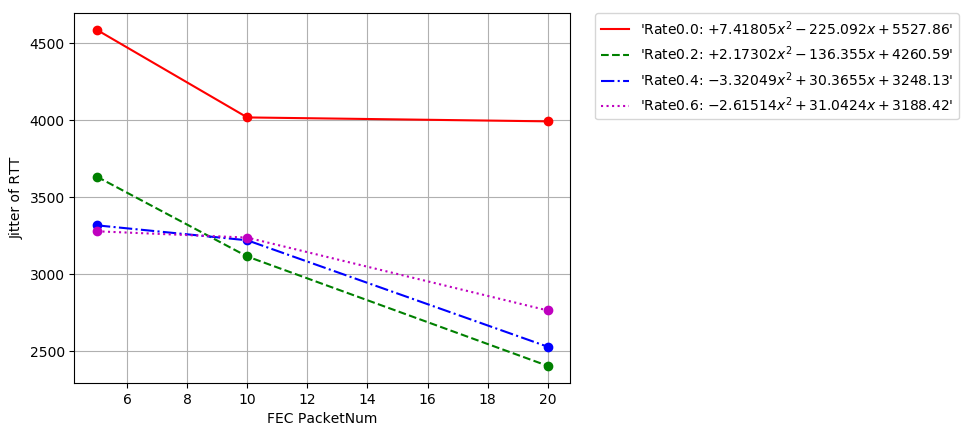 4500
4000
3500
3000
2500
Jitter of RTT
6 8 10 12 14 16 18 20
FEC PacketNum
'Rate0.0: +7.41805x² − 225.092x + 5527.86'
'Rate0.2: +2.17302x² − 136.355x + 4260.59'
'Rate0.4: −3.32049x² + 30.3655x + 3248.13'
'Rate0.6: −2.61514x² + 31.0424x + 3188.42'